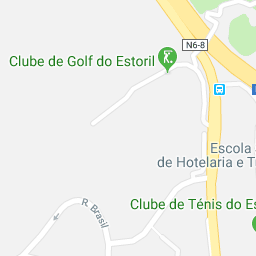 N6-8
Clube de Golf do Estoril
Escola
de Hotelaria e T
R. Brasil
Clube de Ténis do Es